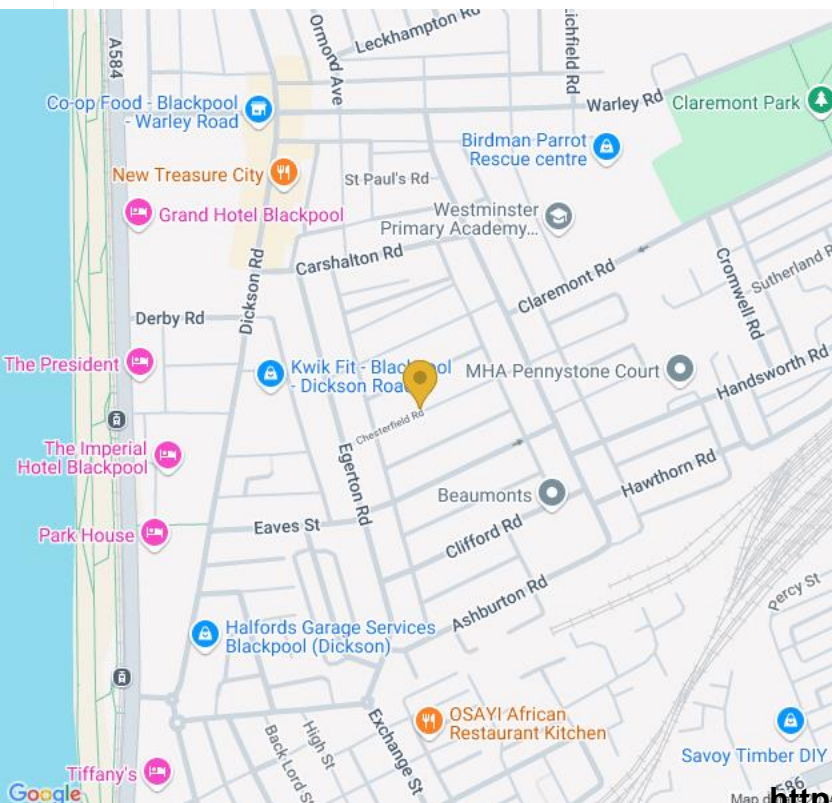 A584
Ormond Ave
Leckhampton Rd
Lichfield Rd
Co-op Food - Blackpool
- Warley Road
Warley Rd
Claremont Park
Birdman Parrot
Rescue centre
New Treasure City
St Paul's Rd
Grand Hotel Blackpool
Westminster
Primary Academy...
Carshalton Rd
Dickson Rd
Claremont Rd
Cromwell Rd
Sutherland R
Derby Rd
The President
Kwik Fit - Blackpool
- Dickson Road
MHA Pennystone Court
Handsworth Rd
Chesterfield Rd
The Imperial
Hotel Blackpool
Egerton Rd
Hawthorn Rd
Beaumonts
Park House
Eaves St
Clifford Rd
Ashburton Rd
Percy St
Halfords Garage Services
Blackpool (Dickson)
OSAYI African
Restaurant Kitchen
Exchange St
High St
Back Lord St
Savoy Timber DIY
Tiffany's
Google
Map d
http